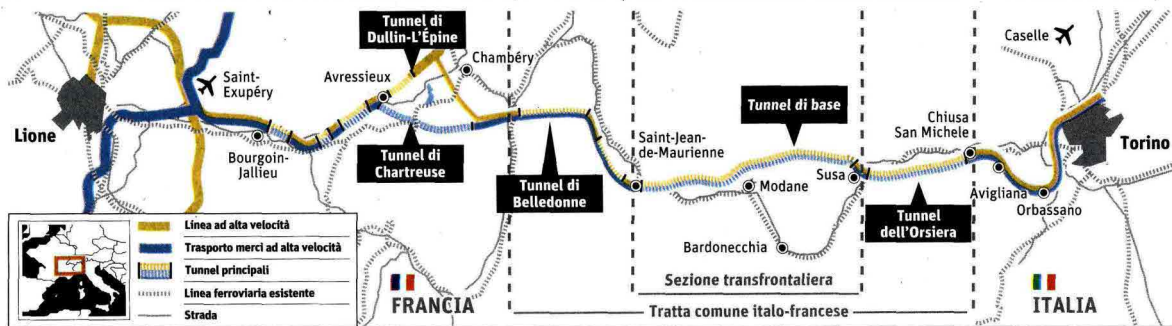 Tunnel di
Dullin-L'Épine
Caselle
Saint-
Exupéry
Avressieux
Chambéry
Lione
Bourgoin-
Jallieu
Tunnel di
Chartreuse
Tunnel di
Belledonne
Saint-Jean-
de-Maurienne
Tunnel di base
Modane
Bardonecchia
Susa
Chiusa
San Michele
Torino
Avigliana
Orbassano
Tunnel
dell'Orsiera
Linea ad alta velocità
Trasporto merci ad alta velocità
Tunnel principali
Linea ferroviaria esistente
Strada
FRANCIA
Sezione transfrontaliera
Tratta comune italo-francese
ITALIA